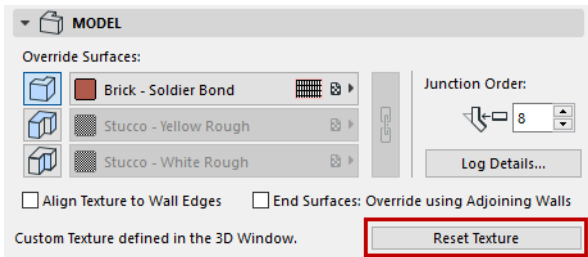 MODEL
Override Surfaces:
Brick - Soldier Bond
Junction Order:
8
Stucco - Yellow Rough
Stucco - White Rough
Log Details...
Align Texture to Wall Edges
End Surfaces: Override using Adjoining Walls
Custom Texture defined in the 3D Window.
Reset Texture